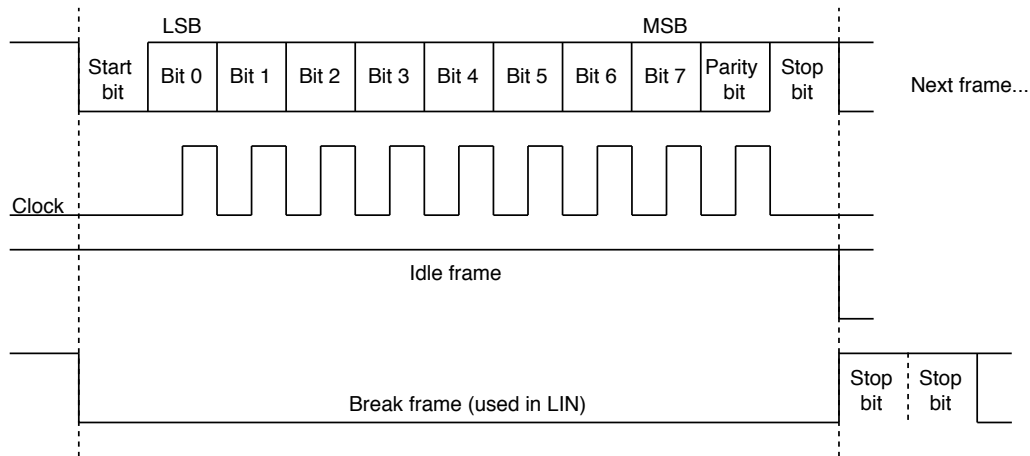 LSB MSB
Start bit Bit 0 Bit 1 Bit 2 Bit 3 Bit 4 Bit 5 Bit 6 Bit 7 Parity bit Stop bit Next frame...
Clock
Idle frame
Break frame (used in LIN) Stop bit Stop bit